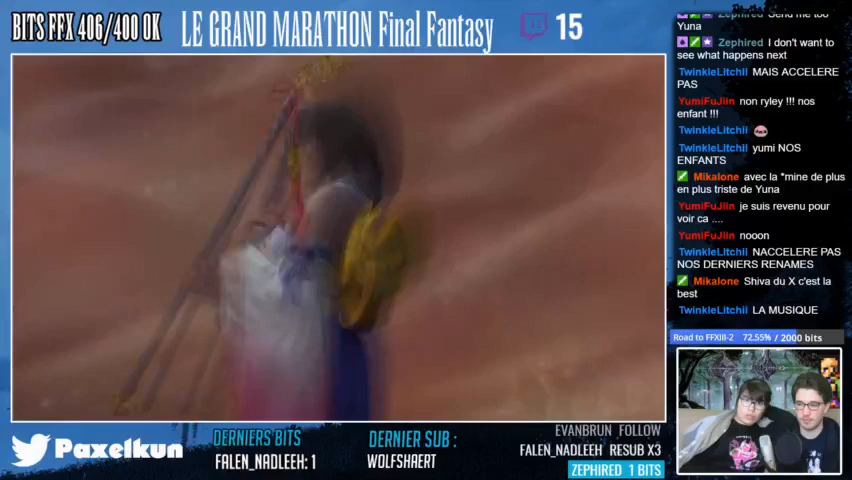 BITS FFX 406/400 OK
LE GRAND MARATHON Final Fantasy
15
Zephired Send me too
Yuna
Zephired I don't want to
see what happens next
TwinkleLitchii MAIS ACCELERE
PAS
YumiFuJiin non ryley !!! nos
enfant !!!
TwinkleLitchii
TwinkleLitchii yumi NOS
ENFANTS
Mikalone avec la "mine de plus
en plus triste de Yuna
YumiFuJiin je suis revenu pour
voir ca ....
YumiFuJiin nooon
TwinkleLitchii NACCELERE PAS
NOS DERNIERS RENAMES
Mikalone Shiva du X c'est la
best
TwinkleLitchii LA MUSIQUE
Road to FFXIII-2 72.55% / 2000 bits
Paxelkun
DERNIERS BITS
FALEN_NADLEEH: 1
DERNIER SUB :
WOLFSHAERT
EVANBRUN_ FOLLOW
FALEN_NADLEEH RESUB X3
ZEPHIRED 1 BITS